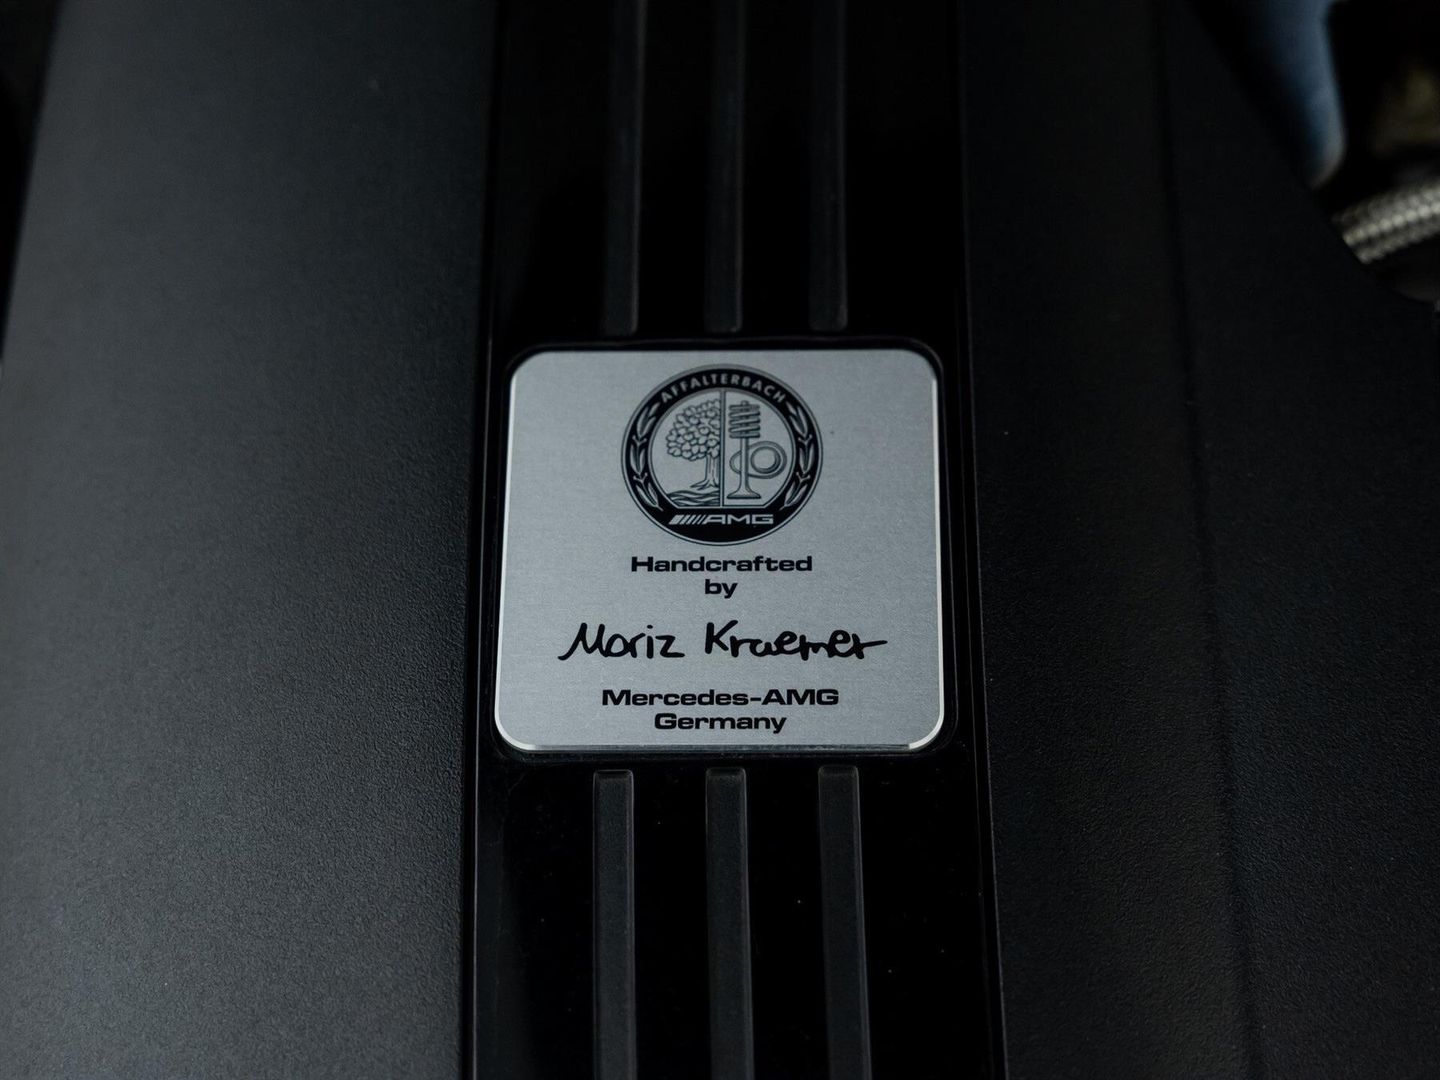 AFFALTERBACH
AMG
Handcrafted
by
Moriz Kraemer
Mercedes-AMG
Germany